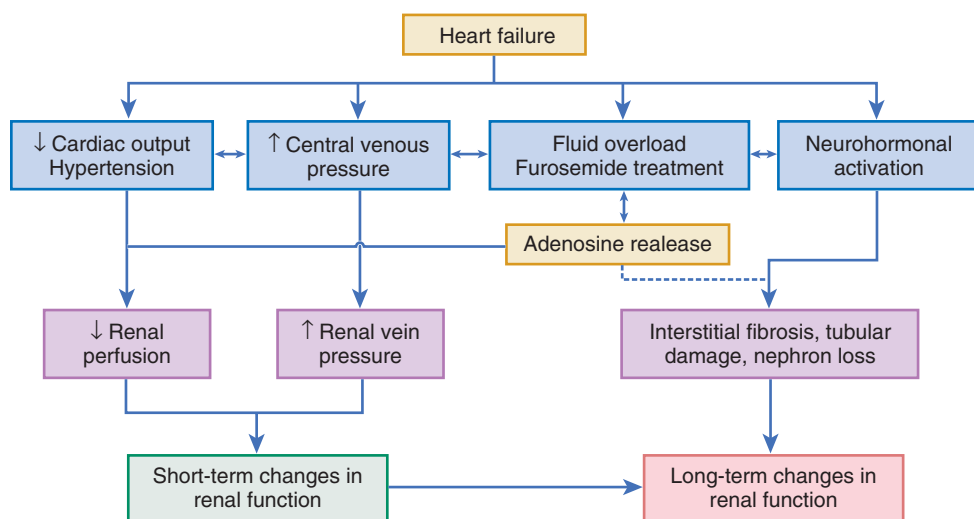 Heart failure
↓ Cardiac output
Hypertension
↑ Central venous
pressure
Fluid overload
Furosemide treatment
Neurohormonal
activation
Adenosine realease
↓ Renal
perfusion
↑ Renal vein
pressure
Interstitial fibrosis, tubular
damage, nephron loss
Short-term changes in
renal function
Long-term changes in
renal function